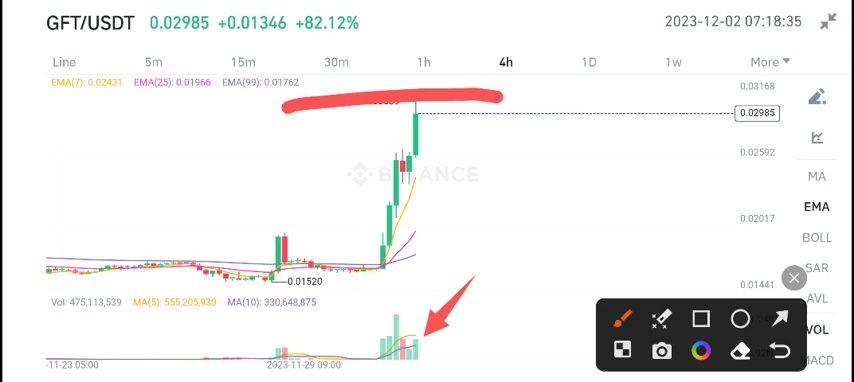 GFT/USDT 0.02985 +0.01346 +82.12% 2023-12-02 07:18:35
Line 5m 15m 30m 1h 4h 1D 1w More
EMA(7): 0.02431 EMA(25): 0.01966 EMA(99): 0.01762
0.03168
0.02985
0.02592
BINANCE
MA
EMA
0.02017
BOLL
SAR
0.01520
0.01441
AVL
Vol: 475,113,539 MA(5): 555,205,930 MA(10): 330,648,875
VOL
MACD
-11-23 05:00 2023-11-29 09:00